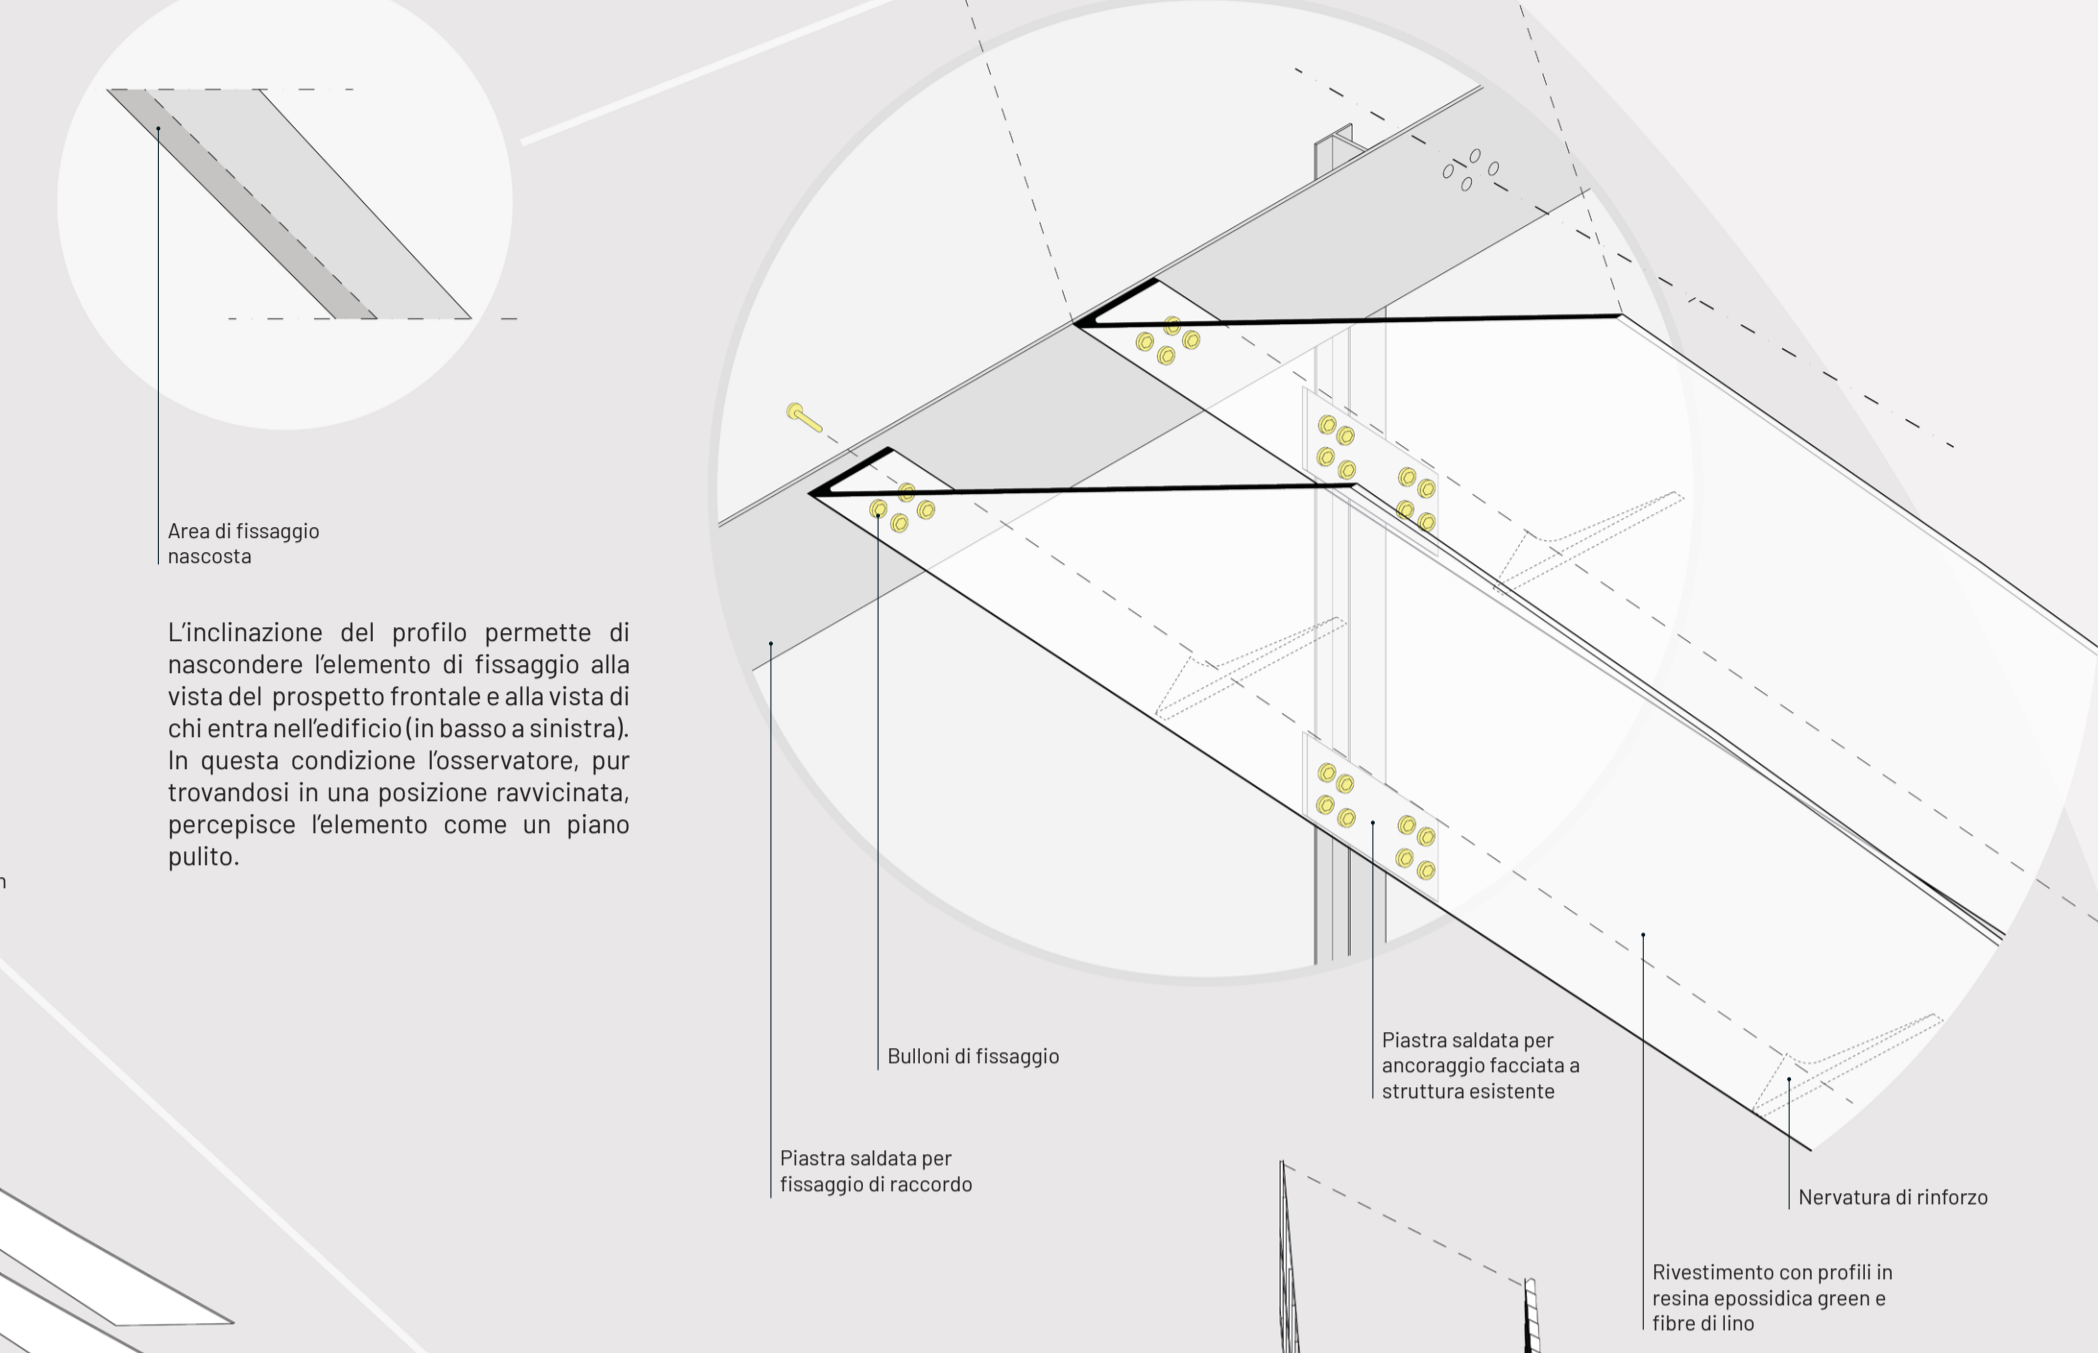 Area di fissaggio
nascosta
L'inclinazione del profilo permette di
nascondere l'elemento di fissaggio alla
vista del prospetto frontale e alla vista di
chi entra nell'edificio (in basso a sinistra).
In questa condizione l'osservatore, pur
trovandosi in una posizione ravvicinata,
percepisce l'elemento come un piano
pulito.
Bulloni di fissaggio
Piastra saldata per
fissaggio di raccordo
Piastra saldata per
ancoraggio facciata a
struttura esistente
Nervatura di rinforzo
Rivestimento con profili in
resina epossidica green e
fibre di lino